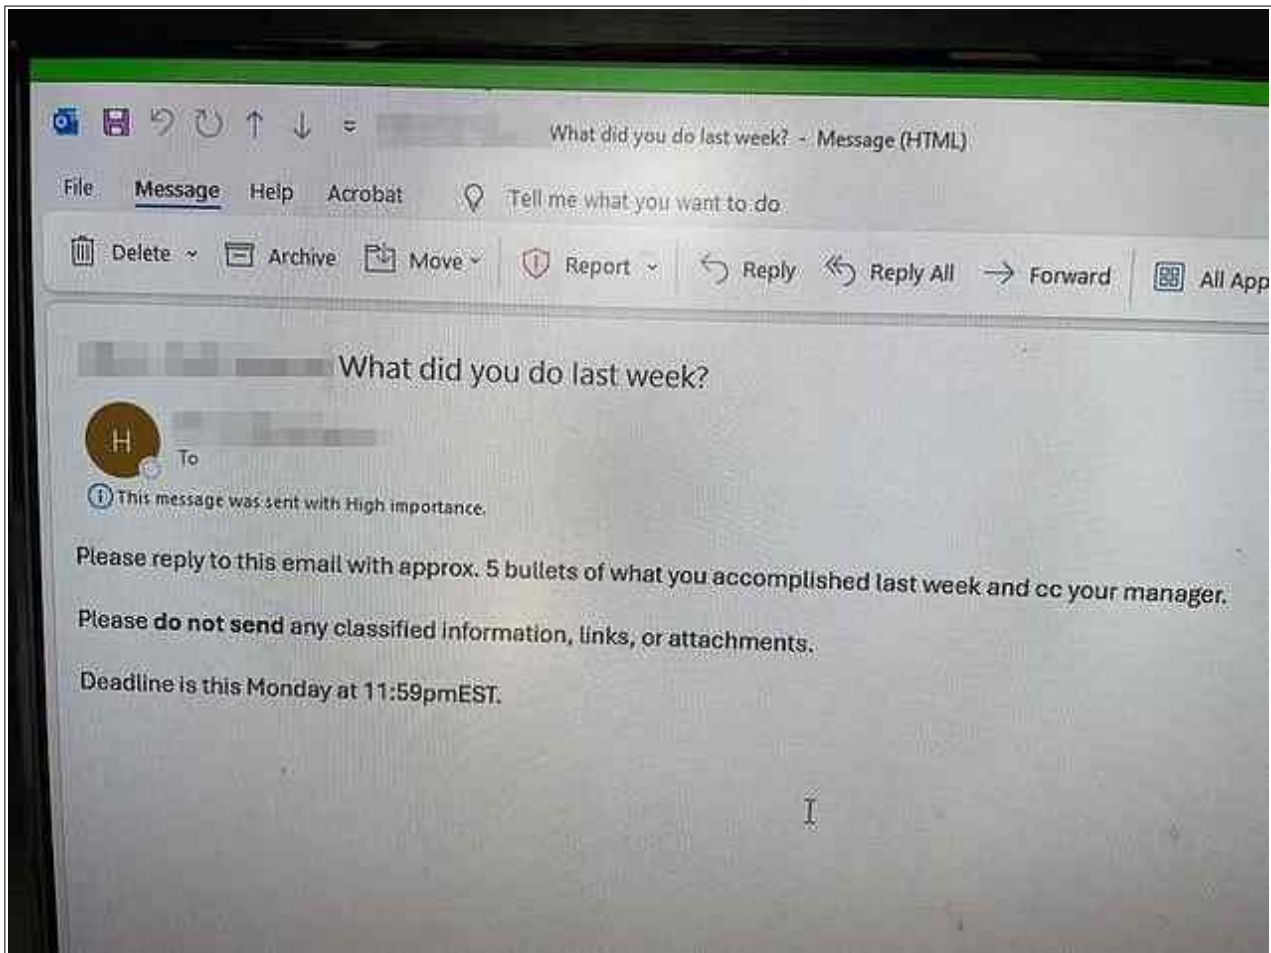 What did you do last week? - Message (HTML)
File Message Help Acrobat Tell me what you want to do
Delete Archive Move Report Reply Reply All Forward All App
What did you do last week?
H
To
This message was sent with High importance.
Please reply to this email with approx. 5 bullets of what you accomplished last week and cc your manager.
Please do not send any classified information, links, or attachments.
Deadline is this Monday at 11:59pmEST.